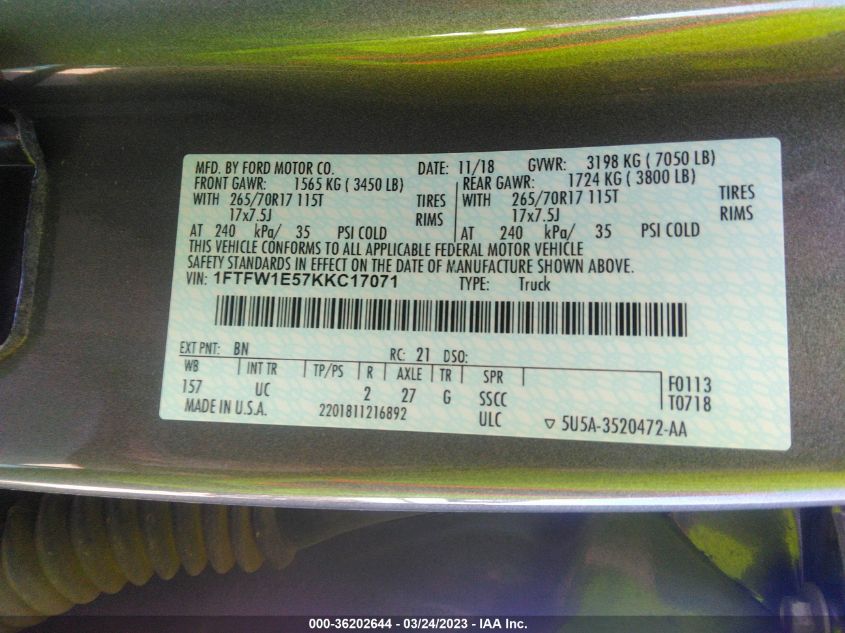 MFD. BY FORD MOTOR CO. DATE: 11/18 GVWR: 3198 KG ( 7050 LB)
FRONT GAWR: 1565 KG ( 3450 LB) REAR GAWR: 1724 KG ( 3800 LB)
WITH 265/70R17 115T TIRES WITH 265/70R17 115T TIRES
17x7.5J RIMS 17x7.5J RIMS
AT 240 kPa/ 35 PSI COLD AT 240 kPa/ 35 PSI COLD
THIS VEHICLE CONFORMS TO ALL APPLICABLE FEDERAL MOTOR VEHICLE
SAFETY STANDARDS IN EFFECT ON THE DATE OF MANUFACTURE SHOWN ABOVE.
VIN: 1FTFW1E57KKC17071 TYPE: Truck
EXT PNT: BN RC: 21 DSO:
WB INT TR TP/PS R AXLE TR SPR F0113
157 UC 2 27 G SSCC T0718
MADE IN U.S.A. 2201811216892 ULC ▽ 5U5A-3520472-AA
000-36202644 - 03/24/2023 - IAA Inc.